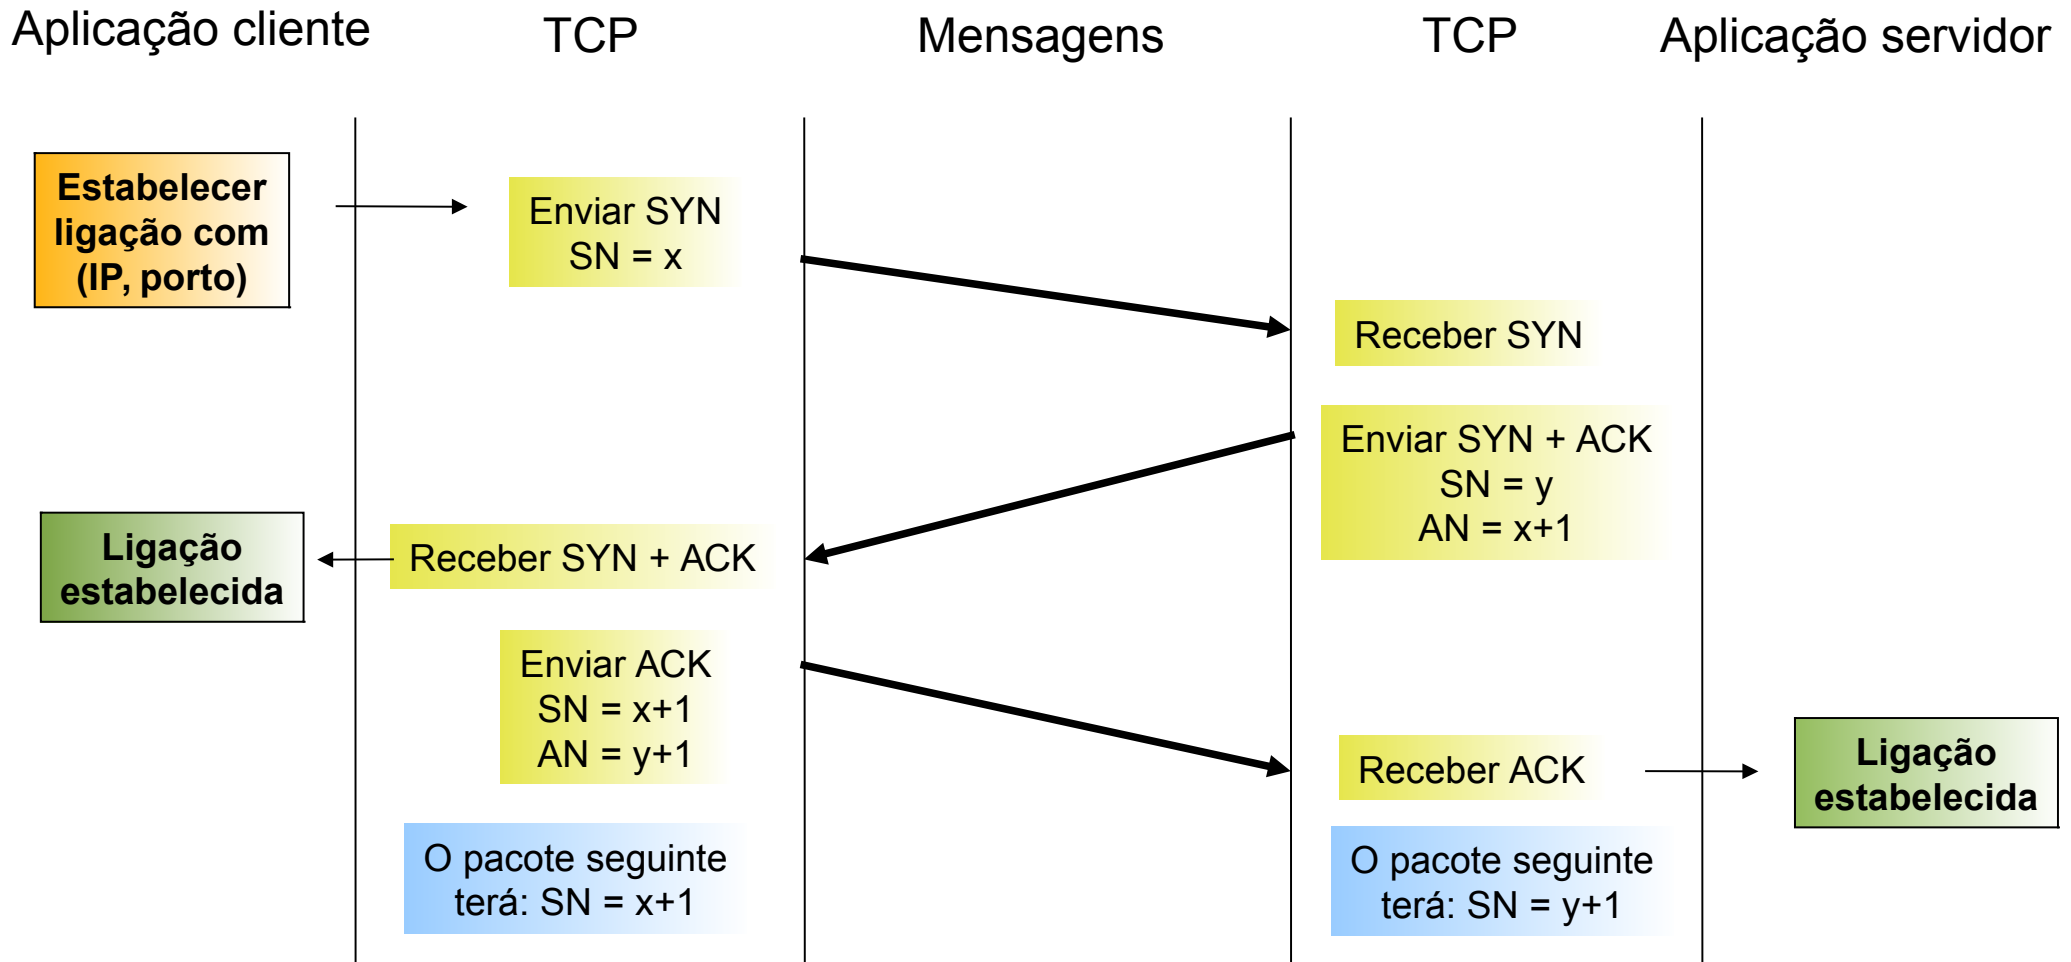 Aplicação cliente
TCP
Mensagens
TCP
Aplicação servidor
Estabelecer
ligação com
(IP, porto)
Enviar SYN
SN = x
Receber SYN
Enviar SYN + ACK
SN = y
AN = x+1
Ligação
estabelecida
Receber SYN + ACK
Enviar ACK
SN = x+1
AN = y+1
Receber ACK
Ligação
estabelecida
O pacote seguinte
terá: SN = x+1
O pacote seguinte
terá: SN = y+1